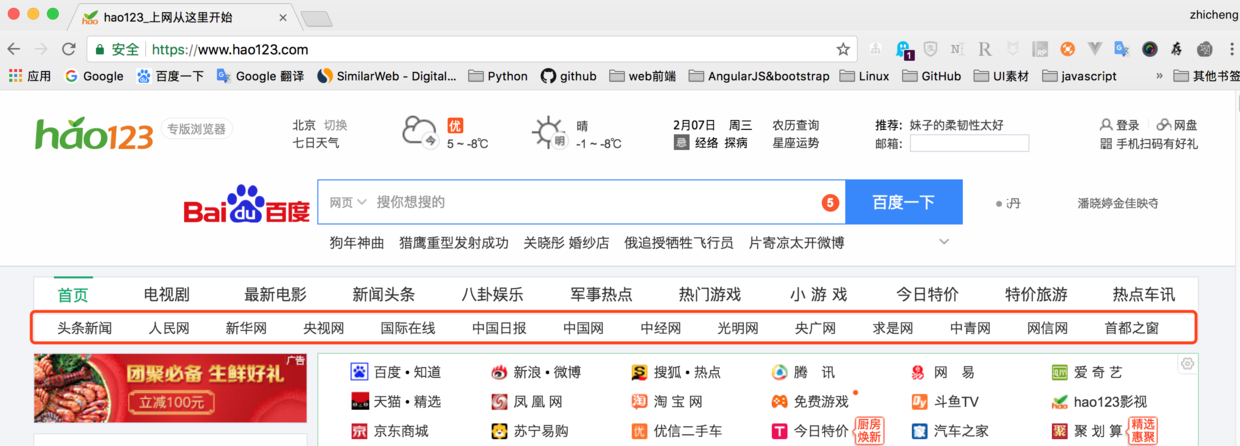 hao hao123_上网从这里开始 zhicheng
安全 https://www.hao123.com
应用 Google 百度一下 Google 翻译 SimilarWeb - Digital... Python github web前端 AngularJS&bootstrap Linux GitHub UI素材 javascript » 其他书签
hao123 专版浏览器
北京 切换
七日天气
今 优
5 ~ -8℃
明 晴
-1 ~ -8℃
2月07日 周三
忌 经络 探病
农历查询
星座运势
推荐: 妹子的柔韧性太好
邮箱:
登录 网盘
手机扫码有好礼
Baidu百度 网页 搜你想搜的 5 百度一下
潘晓婷金佳映夺
狗年神曲 猎鹰重型发射成功 关晓彤 婚纱店 俄追授牺牲飞行员 片寄凉太开微博
首页 电视剧 最新电影 新闻头条 八卦娱乐 军事热点 热门游戏 小 游 戏 今日特价 特价旅游 热点车讯
头条新闻 人民网 新华网 央视网 国际在线 中国日报 中国网 中经网 光明网 央广网 求是网 中青网 网信网 首都之窗
广告
团聚必备 生鲜好礼
立减100元
百度 • 知道 新浪 • 微博 搜狐 • 热点 腾 讯 网 易 爱 奇 艺
天猫 • 精选 凤 凰 网 淘 宝 网 免费游戏 斗鱼TV hao123影视
京东商城 苏宁易购 优信二手车 今日特价 厨房焕新 汽车之家 聚 划 算 精选惠聚